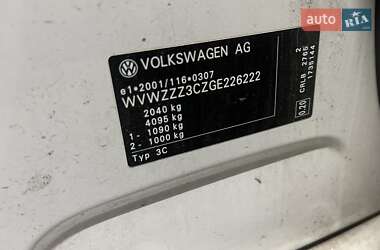 auto RIA
VOLKSWAGEN AG
e1*2001/116*0307
WVWZZZ3CZGE226222
2040 kg
4095 kg
1 - 1090 kg
2 - 1000 kg
Typ 3C
2
CRLB 2765
1735144
0.20